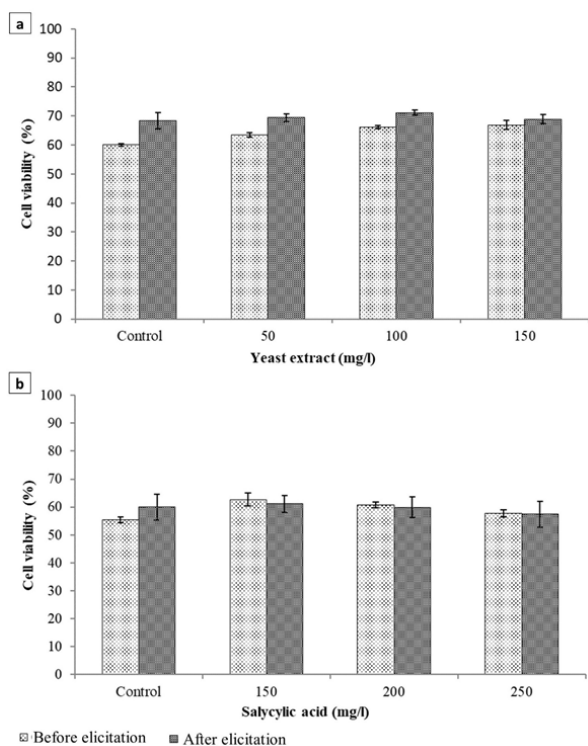 a
100
90
80
70
60
50
40
30
20
10
0
Cell viability (%)
Control 50 100 150
Yeast extract (mg/l)
b
100
90
80
70
60
50
40
30
20
10
0
Cell viability (%)
Control 150 200 250
Salycylic acid (mg/l)
Before elicitation After elicitation